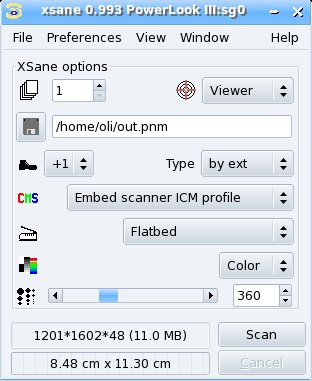 xsane 0.993 PowerLook III:sg0
File Preferences View Window Help
XSane options
1 Viewer
/home/oli/out.pnm
+1 Type by ext
CMS Embed scanner ICM profile
Flatbed
Color
360
1201*1602*48 (11.0 MB) Scan
8.48 cm x 11.30 cm Cancel